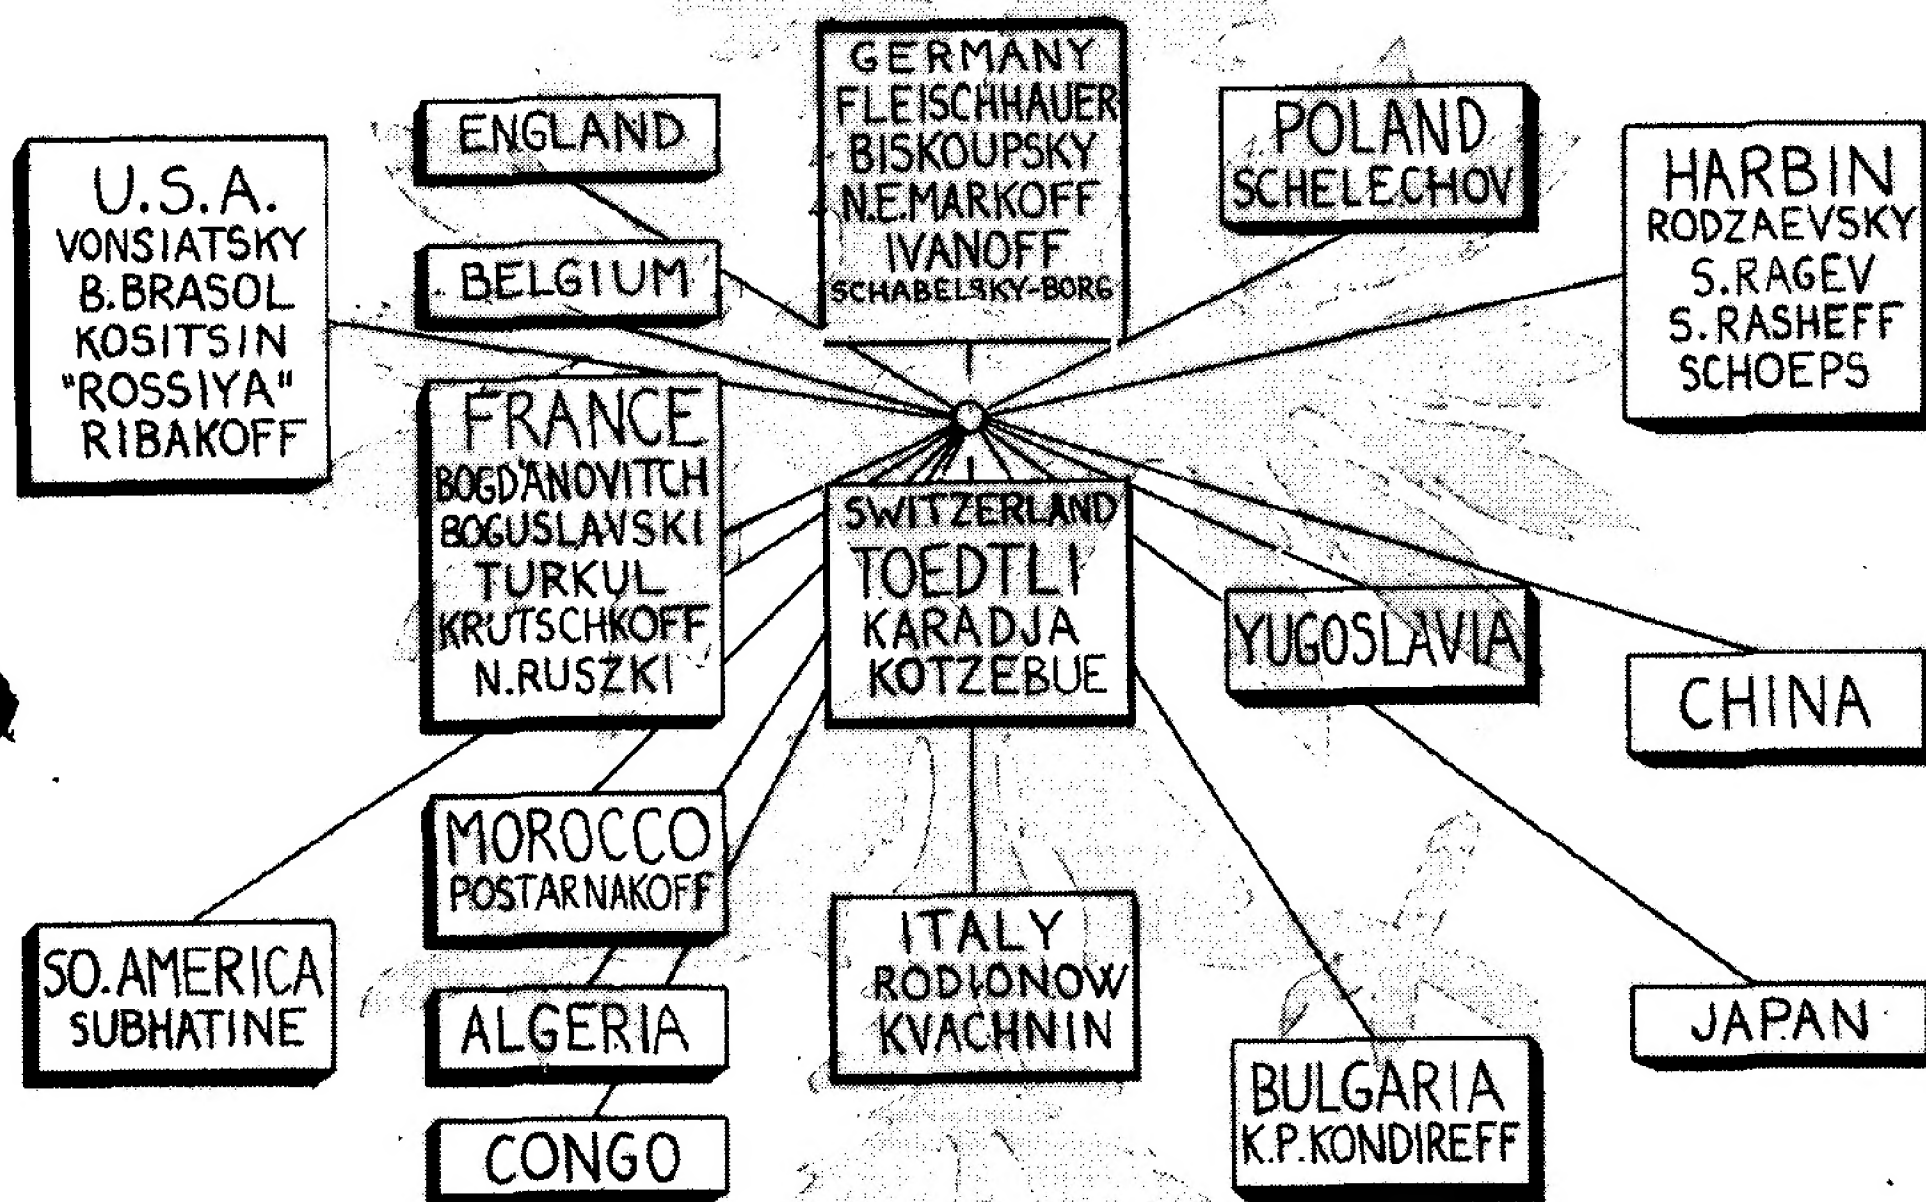 GERMANY
FLEISCHHAUER
BISKOUPSKY
N.E.MARKOFF
IVANOFF
SCHABELSKY-BORG
ENGLAND
POLAND
SCHELECHOV
U.S.A.
VONSIATSKY
B.BRASOL
KOSITSIN
"ROSSIYA"
RIBAKOFF
HARBIN
RODZAEVSKY
S.RAGEV
S.RASHEFF
SCHOEPS
BELGIUM
FRANCE
BOGDANOVITCH
BOGUSLAVSKI
TURKUL
KRUTSCHKOFF
N.RUSZKI
SWITZERLAND
TOEDTLI
KARADJA
KOTZEBUE
YUGOSLAVIA
CHINA
MOROCCO
POSTARNAKOFF
SO.AMERICA
SUBHATINE
ITALY
RODIONOW
KVACHNIN
ALGERIA
JAPAN
BULGARIA
K.P.KONDIREFF
CONGO